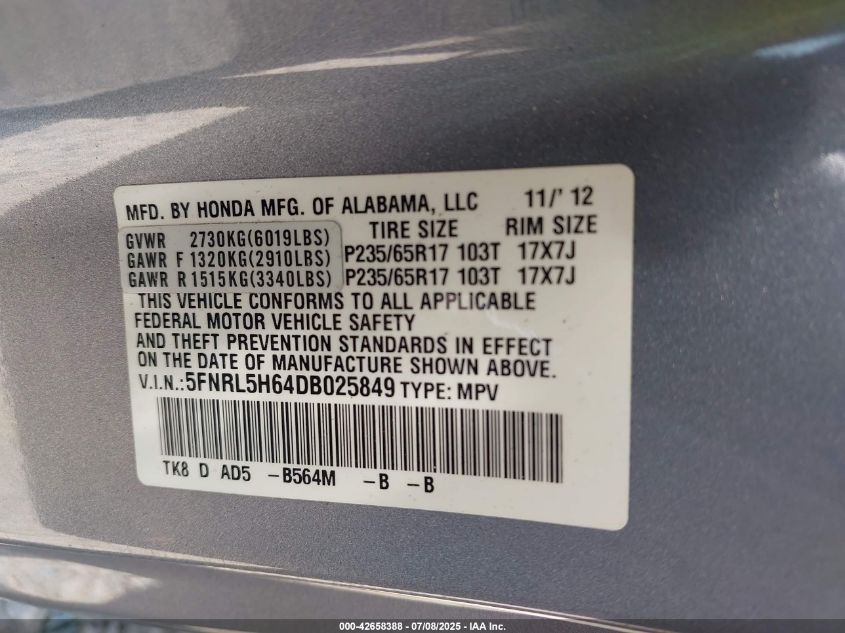 MFD. BY HONDA MFG. OF ALABAMA, LLC 11/' 12
TIRE SIZE RIM SIZE
GVWR 2730KG(6019LBS)
GAWR F 1320KG(2910LBS) P235/65R17 103T 17X7J
GAWR R 1515KG(3340LBS) P235/65R17 103T 17X7J
THIS VEHICLE CONFORMS TO ALL APPLICABLE
FEDERAL MOTOR VEHICLE SAFETY
AND THEFT PREVENTION STANDARDS IN EFFECT
ON THE DATE OF MANUFACTURE SHOWN ABOVE.
V.I.N.:5FNRL5H64DB025849 TYPE: MPV
TK8 D AD5 -B564M -B -B
000-42658388 - 07/08/2025 - IAA Inc.